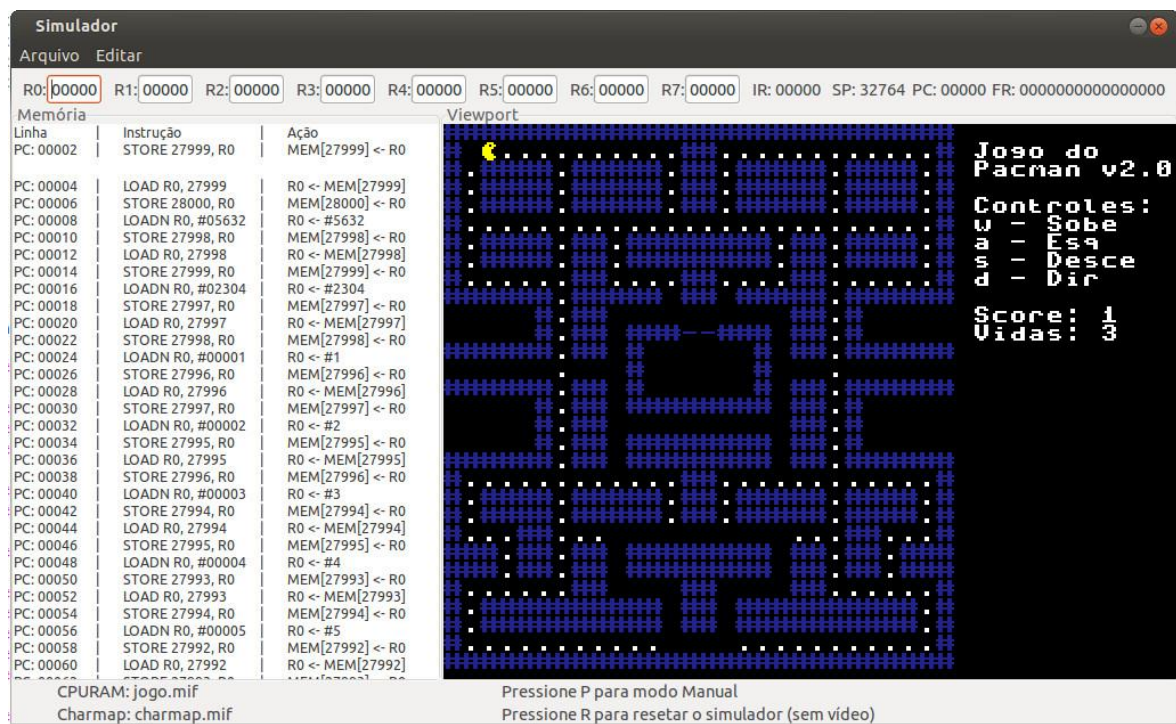 Simulador
Arquivo Editar
R0: 00000 R1: 00000 R2: 00000 R3: 00000 R4: 00000 R5: 00000 R6: 00000 R7: 00000 IR: 00000 SP: 32764 PC: 00000 FR: 0000000000000000
Memória
Linha | Instrução | Ação
PC: 00002 | STORE 27999, R0 | MEM[27999] <- R0
PC: 00004 | LOAD R0, 27999 | R0 <- MEM[27999]
PC: 00006 | STORE 28000, R0 | MEM[28000] <- R0
PC: 00008 | LOADN R0, #05632 | R0 <- #5632
PC: 00010 | STORE 27998, R0 | MEM[27998] <- R0
PC: 00012 | LOAD R0, 27998 | R0 <- MEM[27998]
PC: 00014 | STORE 27999, R0 | MEM[27999] <- R0
PC: 00016 | LOADN R0, #02304 | R0 <- #2304
PC: 00018 | STORE 27997, R0 | MEM[27997] <- R0
PC: 00020 | LOAD R0, 27997 | R0 <- MEM[27997]
PC: 00022 | STORE 27998, R0 | MEM[27998] <- R0
PC: 00024 | LOADN R0, #00001 | R0 <- #1
PC: 00026 | STORE 27996, R0 | MEM[27996] <- R0
PC: 00028 | LOAD R0, 27996 | R0 <- MEM[27996]
PC: 00030 | STORE 27997, R0 | MEM[27997] <- R0
PC: 00032 | LOADN R0, #00002 | R0 <- #2
PC: 00034 | STORE 27995, R0 | MEM[27995] <- R0
PC: 00036 | LOAD R0, 27995 | R0 <- MEM[27995]
PC: 00038 | STORE 27996, R0 | MEM[27996] <- R0
PC: 00040 | LOADN R0, #00003 | R0 <- #3
PC: 00042 | STORE 27994, R0 | MEM[27994] <- R0
PC: 00044 | LOAD R0, 27994 | R0 <- MEM[27994]
PC: 00046 | STORE 27995, R0 | MEM[27995] <- R0
PC: 00048 | LOADN R0, #00004 | R0 <- #4
PC: 00050 | STORE 27993, R0 | MEM[27993] <- R0
PC: 00052 | LOAD R0, 27993 | R0 <- MEM[27993]
PC: 00054 | STORE 27994, R0 | MEM[27994] <- R0
PC: 00056 | LOADN R0, #00005 | R0 <- #5
PC: 00058 | STORE 27992, R0 | MEM[27992] <- R0
PC: 00060 | LOAD R0, 27992 | R0 <- MEM[27992]
Viewport
Jogo do
Pacman v2.0
Controles:
w - Sobe
a - Esq
s - Desce
d - Dir
Score: 1
Vidas: 3
CPURAM: jogo.mif
Charmap: charmap.mif
Pressione P para modo Manual
Pressione R para resetar o simulador (sem vídeo)